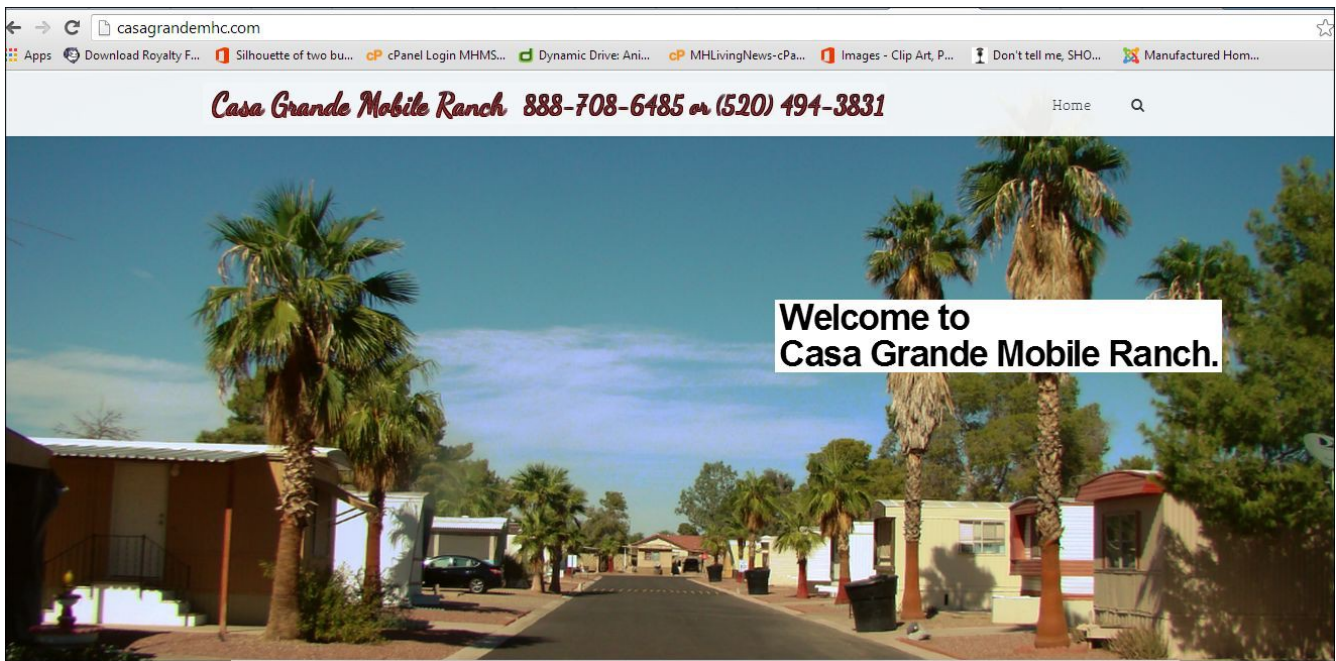 casagrandemhc.com
Apps Download Royalty F... Silhouette of two bu... cP cPanel Login MHMS... d Dynamic Drive: Ani... cP MHLivingNews-cPa... Images - Clip Art, P... Don't tell me, SHO... Manufactured Hom...
Casa Grande Mobile Ranch 888-708-6485 or (520) 494-3831 Home
Welcome to
Casa Grande Mobile Ranch.